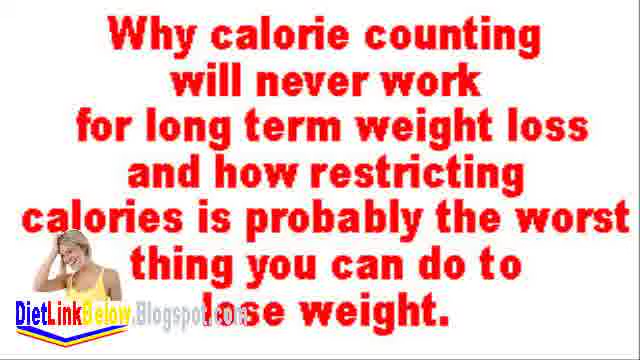 Why calorie counting
will never work
for long term weight loss
and how restricting
calories is probably the worst
thing you can do to
lose weight.
DietLinkBelow.Blogspot.com